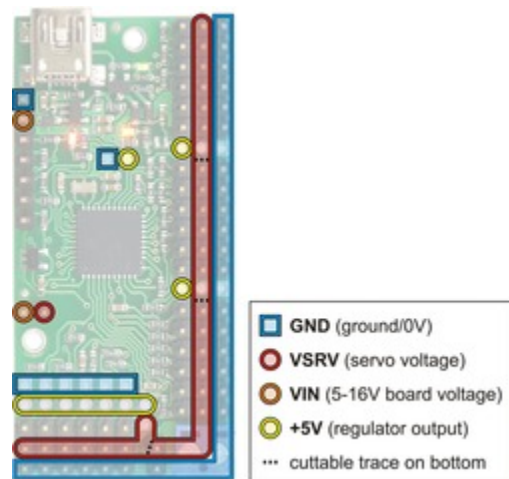 GND (ground/0V)
VSRV (servo voltage)
VIN (5-16V board voltage)
+5V (regulator output)
cuttable trace on bottom